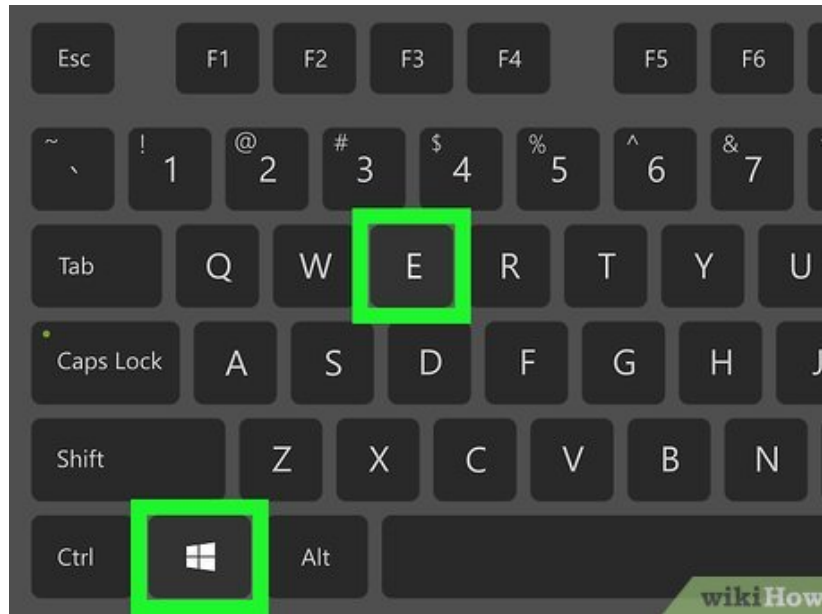 Esc F1 F2 F3 F4 F5 F6
~ ` ! 1 @ 2 # 3 $ 4 % 5 ^ 6 & 7
Tab Q W E R T Y U
Caps Lock A S D F G H J
Shift Z X C V B N
Ctrl Alt
wikiHow